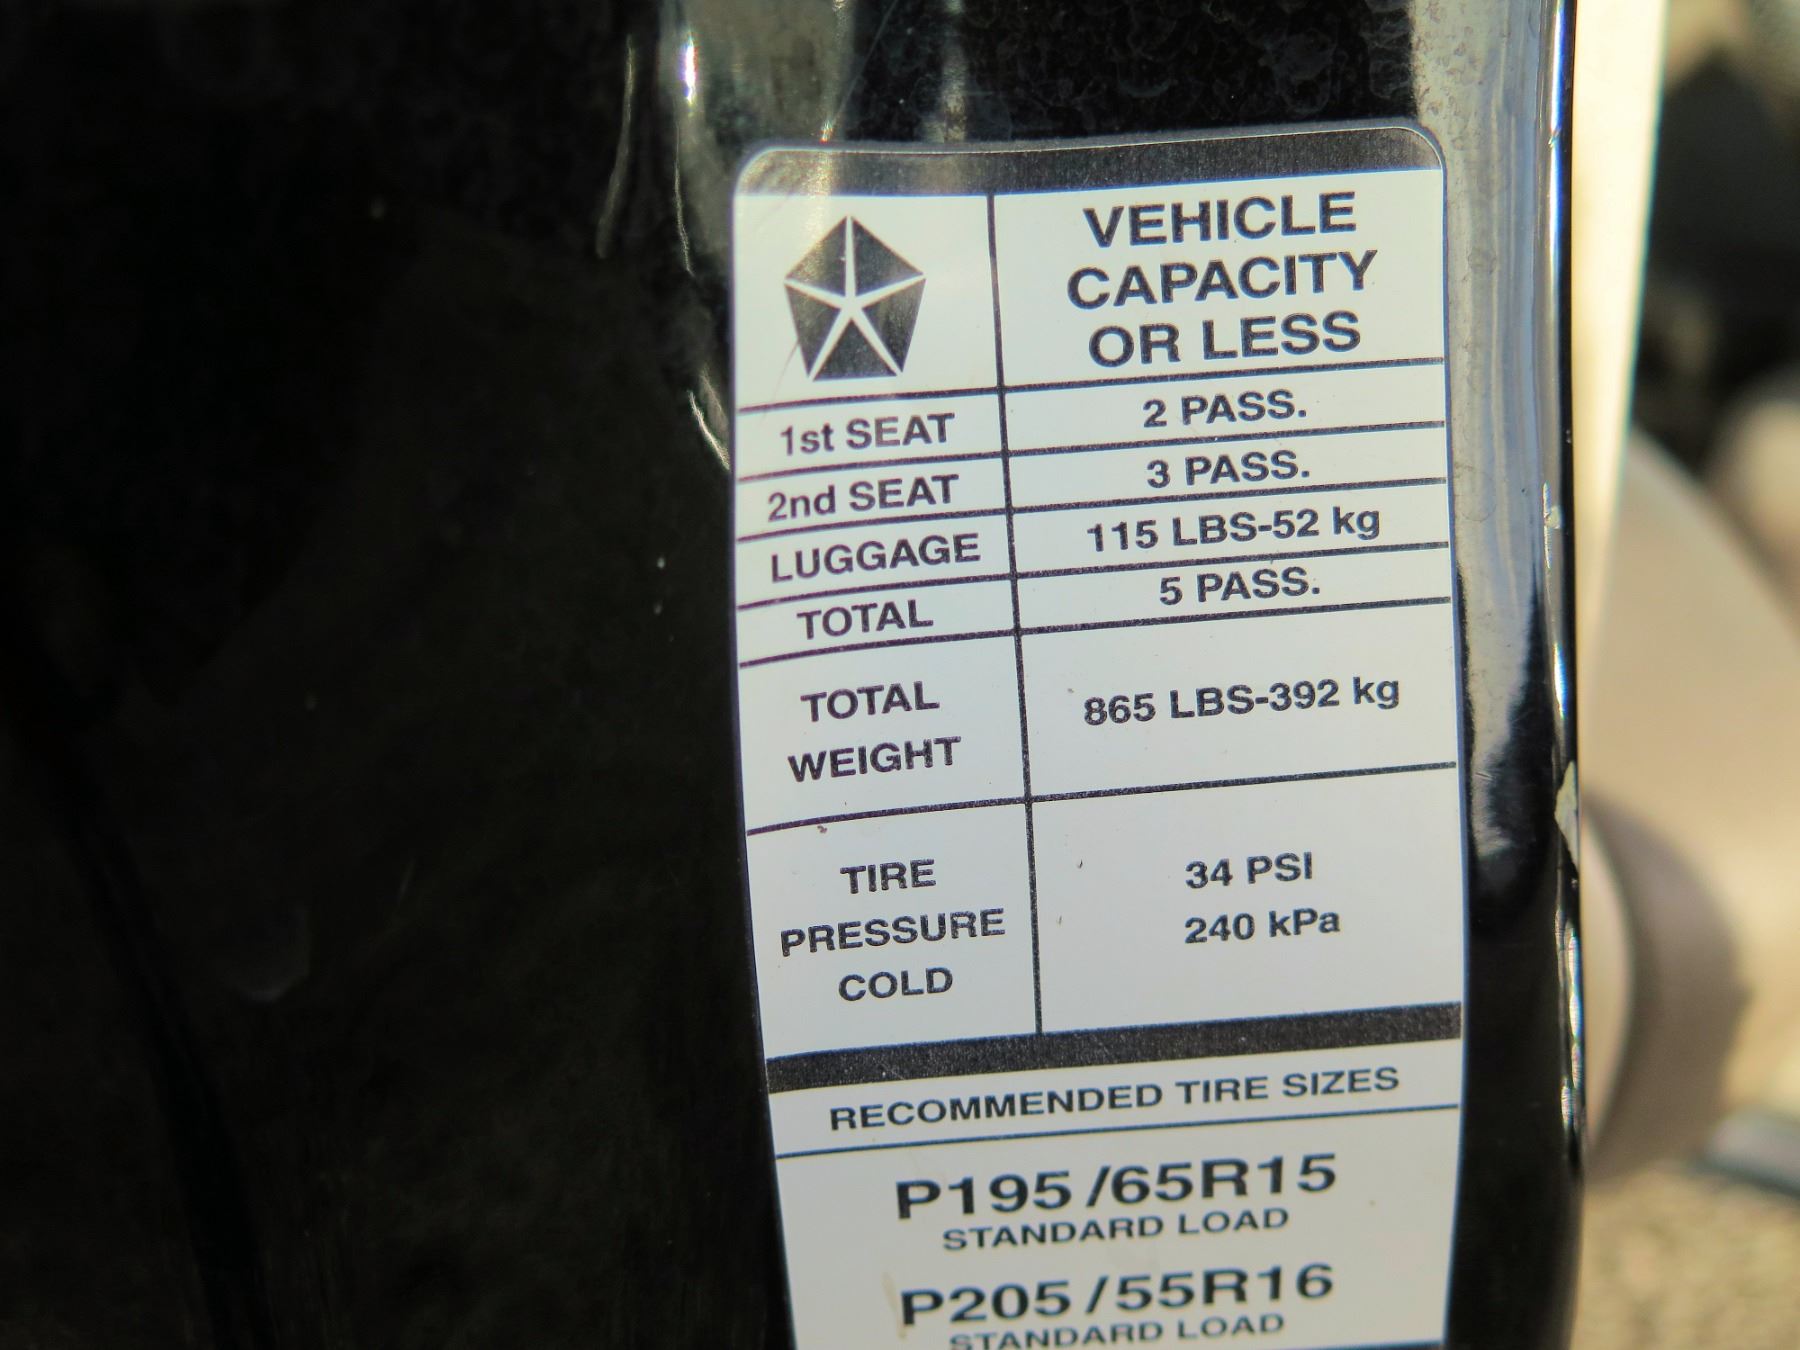 VEHICLE
CAPACITY
OR LESS
1st SEAT 2 PASS.
2nd SEAT 3 PASS.
LUGGAGE 115 LBS-52 kg
TOTAL 5 PASS.
TOTAL
WEIGHT
865 LBS-392 kg
TIRE
PRESSURE
COLD
34 PSI
240 kPa
RECOMMENDED TIRE SIZES
P195/65R15
STANDARD LOAD
P205/55R16
STANDARD LOAD